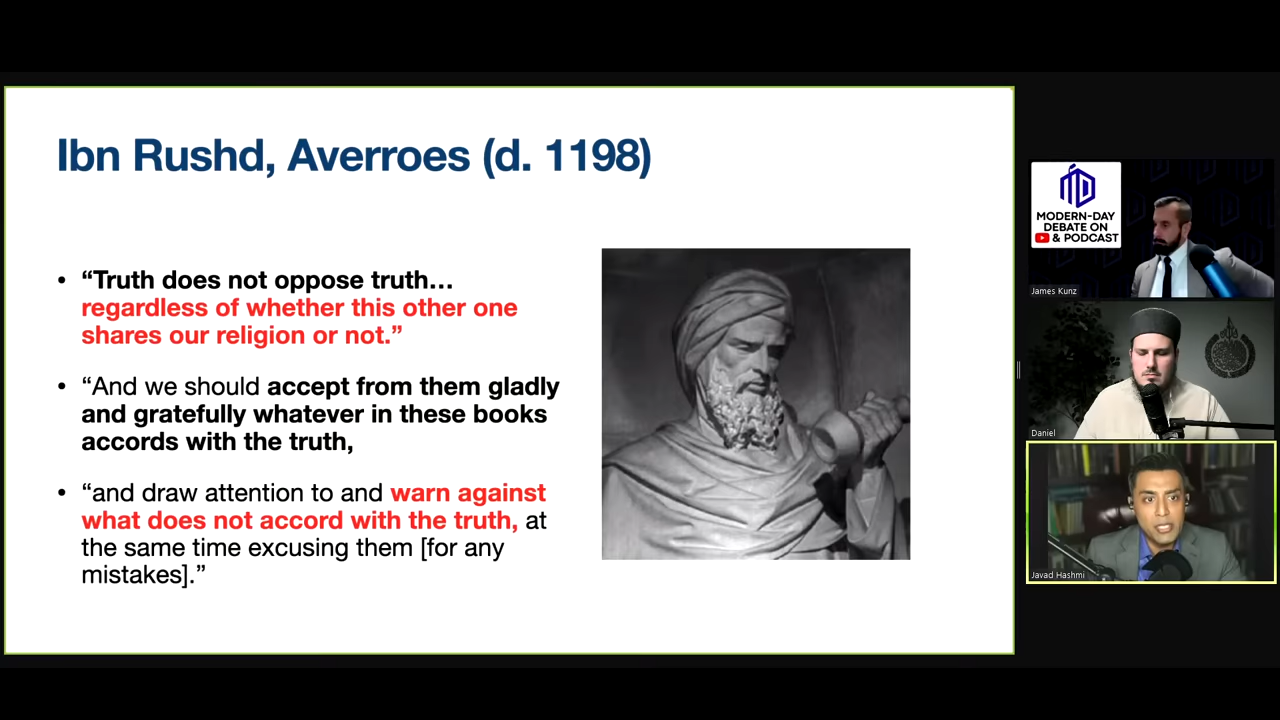 Ibn Rushd, Averroes (d. 1198)
• “Truth does not oppose truth…
regardless of whether this other one
shares our religion or not.”
• “And we should accept from them gladly
and gratefully whatever in these books
accords with the truth,
• “and draw attention to and warn against
what does not accord with the truth, at
the same time excusing them [for any
mistakes].”
MODERN-DAY
DEBATE ON
& PODCAST
James Kunz
Daniel
Javad Hashmi